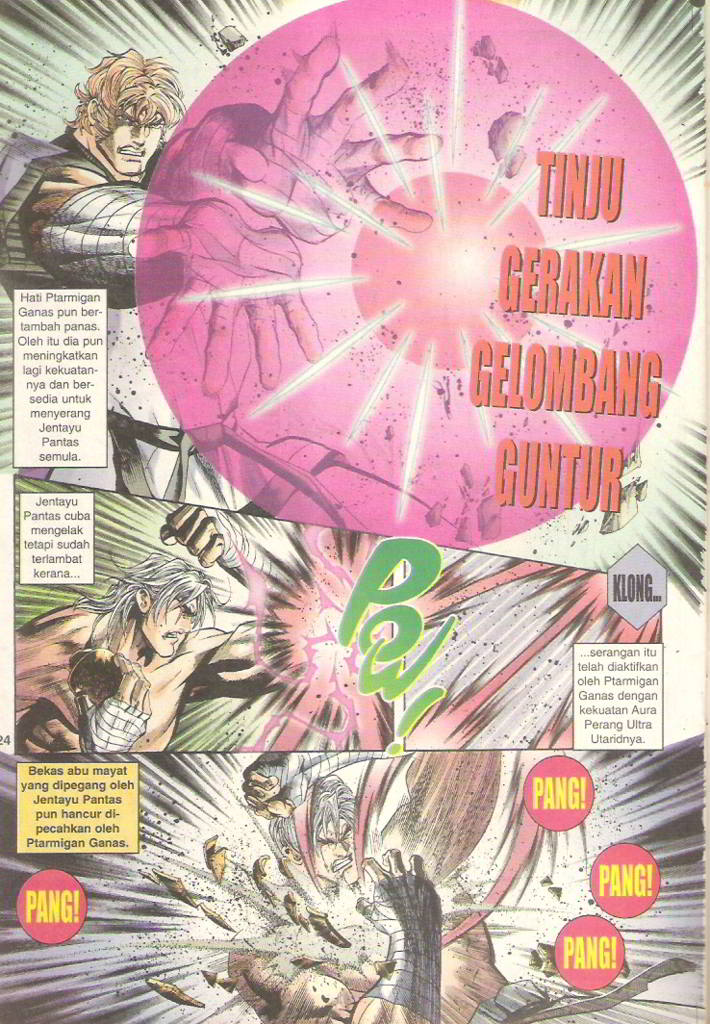 TINJU
GERAKAN
GELOMBANG
GUNTUR
Hati Ptarmigan
Ganas pun ber-
tambah panas.
Oleh itu dia pun
meningkatkan
lagi kekuatan-
nya dan ber-
sedia untuk
menyerang
Jentayu
Pantas
semula.
Jentayu
Pantas cuba
mengelak
tetapi sudah
terlambat
kerana...
POW!
KLONG...
...serangan itu
telah diaktifkan
oleh Ptarmigan
Ganas dengan
kekuatan Aura
Perang Ultra
Utaridnya.
24
Bekas abu mayat
yang dipegang oleh
Jentayu Pantas
pun hancur di-
pecahkan oleh
Ptarmigan Ganas.
PANG!
PANG!
PANG!
PANG!